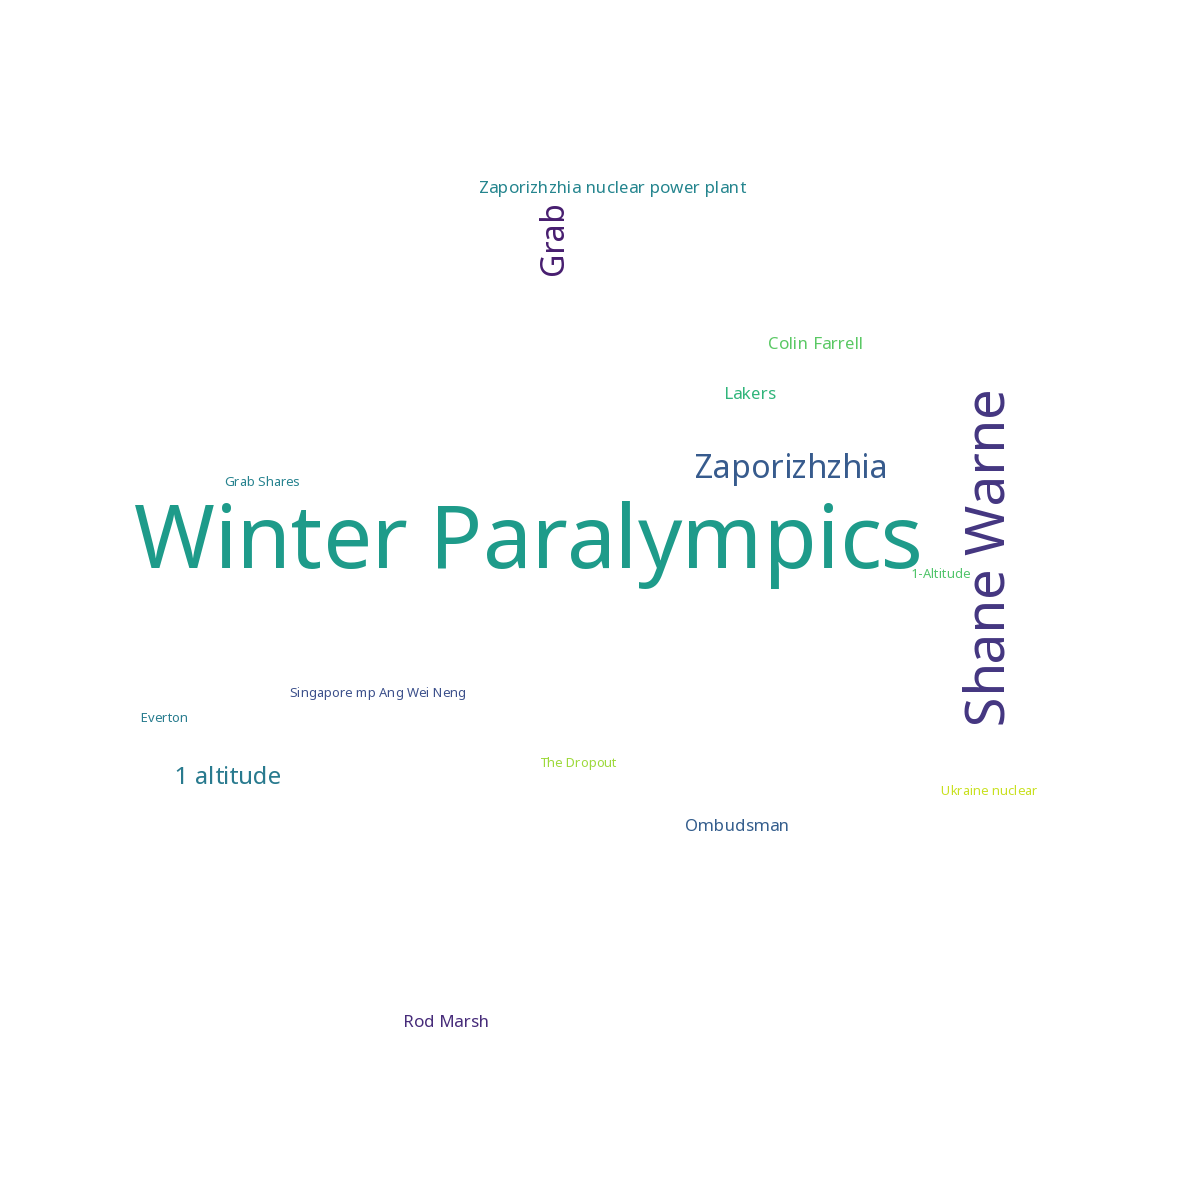 Zaporizhzhia nuclear power plant
Grab
Colin Farrell
Lakers
Shane Warne
Zaporizhzhia
Grab Shares
Winter Paralympics
1-Altitude
Singapore mp Ang Wei Neng
Everton
The Dropout
1 altitude
Ukraine nuclear
Ombudsman
Rod Marsh